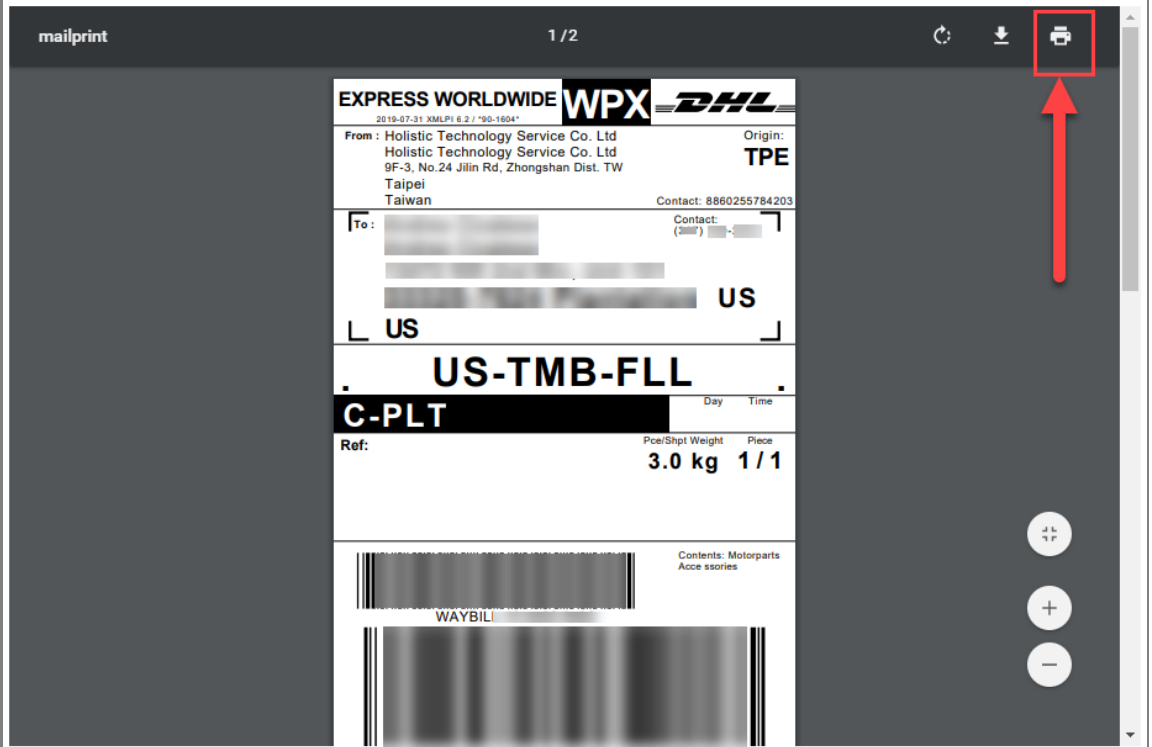 mailprint
1 / 2
EXPRESS WORLDWIDE WPX DHL
2019-07-31 XMLPI 6.2 / *90-1604*
From : Holistic Technology Service Co. Ltd
Holistic Technology Service Co. Ltd
9F-3, No.24 Jilin Rd, Zhongshan Dist. TW
Taipei
Taiwan
Origin:
TPE
Contact: 8860255784203
To :
Contact:
US
US
US-TMB-FLL
C-PLT
Day Time
Ref:
Pce/Shpt Weight Piece
3.0 kg 1 / 1
Contents: Motorparts
Acce ssories
WAYBILL